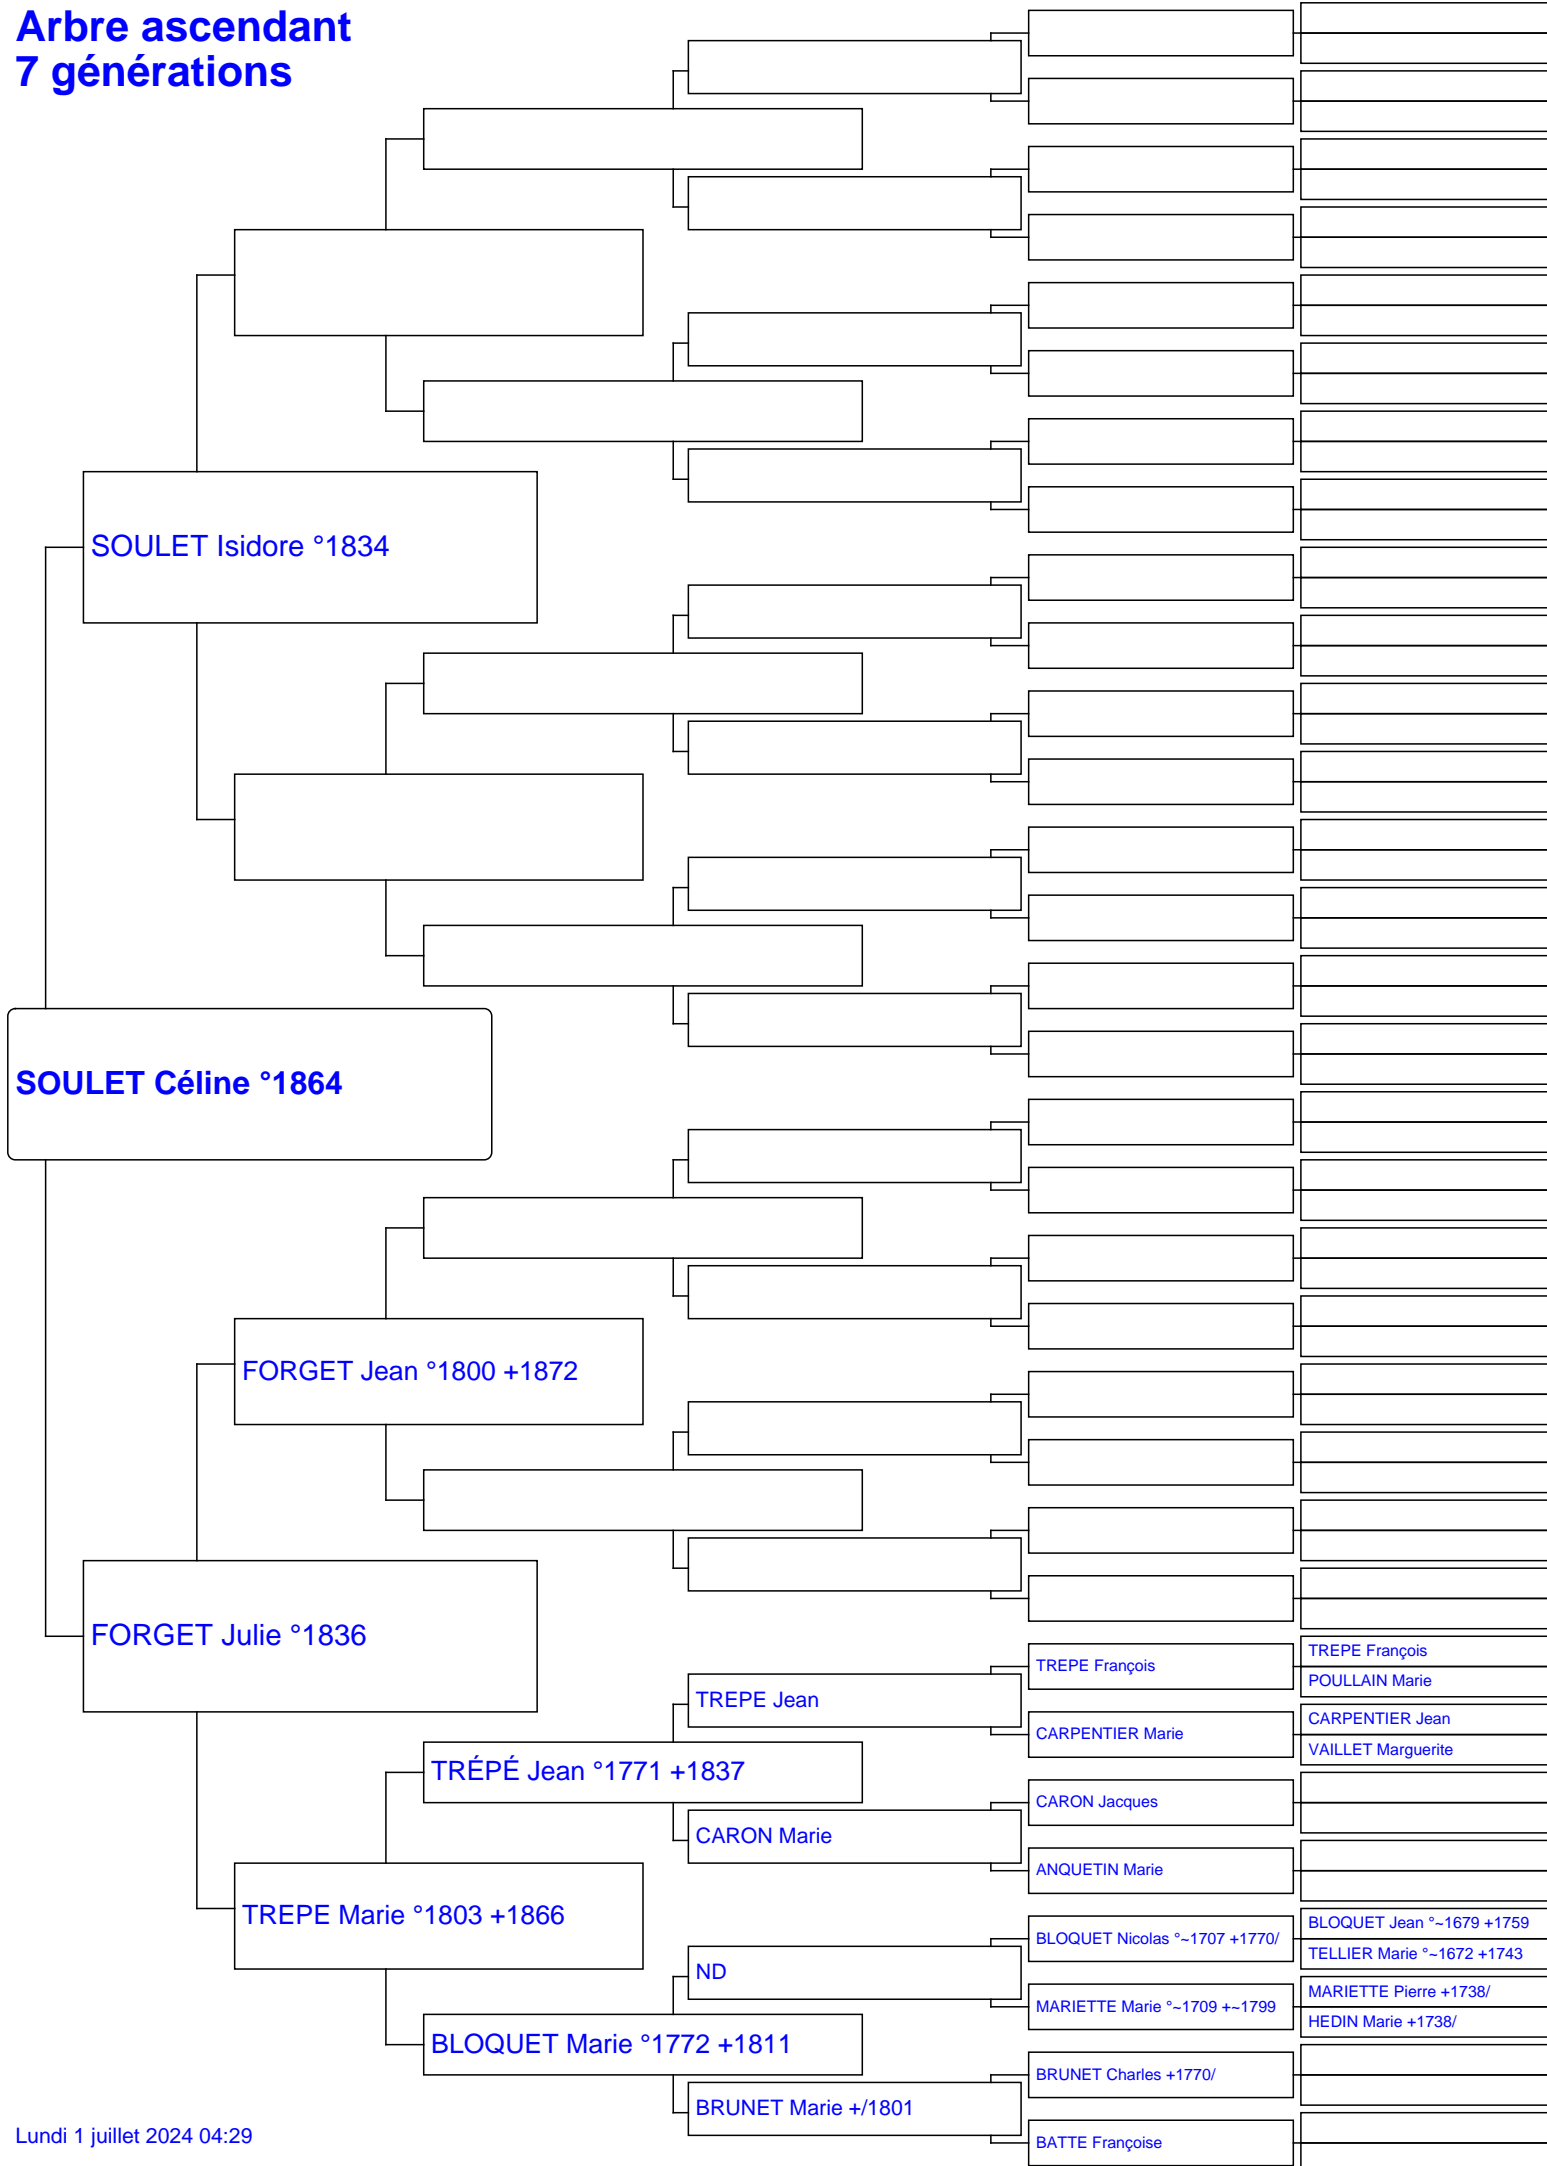 Arbre ascendant
7 générations
SOULET Isidore °1834
SOULET Céline °1864
FORGET Jean °1800 +1872
FORGET Julie °1836
TREPE François
TREPE François
POULLAIN Marie
TREPE Jean
CARPENTIER Marie
CARPENTIER Jean
VAILLET Marguerite
TRÉPÉ Jean °1771 +1837
CARON Jacques
CARON Marie
ANQUETIN Marie
TREPE Marie °1803 +1866
BLOQUET Nicolas °~1707 +1770/
BLOQUET Jean °~1679 +1759
TELLIER Marie °~1672 +1743
ND
MARIETTE Marie °~1709 +~1799
MARIETTE Pierre +1738/
HEDIN Marie +1738/
BLOQUET Marie °1772 +1811
BRUNET Charles +1770/
BRUNET Marie +/1801
BATTE Françoise
Lundi 1 juillet 2024 04:29